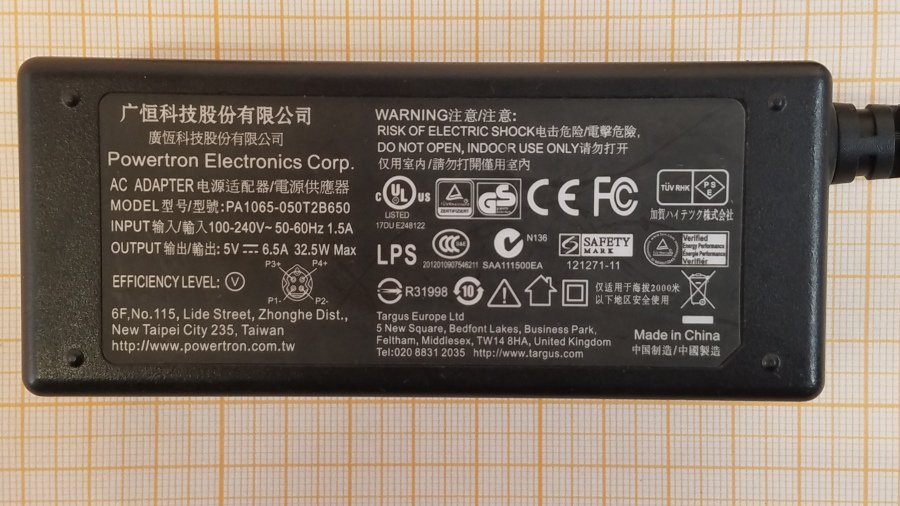 广恒科技股份有限公司
廣恆科技股份有限公司
Powertron Electronics Corp.
AC ADAPTER 电源适配器/電源供應器
MODEL 型号/型號:PA1065-050T2B650
INPUT 输入/輸入100-240V~ 50-60Hz 1.5A
OUTPUT 输出/輸出: 5V 6.5A 32.5W Max
P3+ P4+
EFFICIENCY LEVEL: V
P1- P2-
6F,No.115, Lide Street, Zhonghe Dist.,
New Taipei City 235, Taiwan
http://www.powertron.com.tw
WARNING注意/注意:
RISK OF ELECTRIC SHOCK电击危险/電擊危險,
DO NOT OPEN, INDOOR USE ONLY请勿打开
仅用室内/請勿打開僅用室內
c UL US
LISTED
17DU E248122
GS
CE FC
TÜV RHK PSE
加賀ハイテック株式会社
LPS
2012010907546211
N136
SAA111500EA
S SAFETY
MARK
121271-11
Verified
Energy Performance
Energie Performance
Vérifier
R31998
10
仅适用于海拔2000米
以下地区安全使用
Targus Europe Ltd
5 New Square, Bedfont Lakes, Business Park,
Feltham, Middlesex, TW14 8HA, United Kingdom
Tel:020 8831 2035 http://www.targus.com
Made in China
中国制造/中國製造